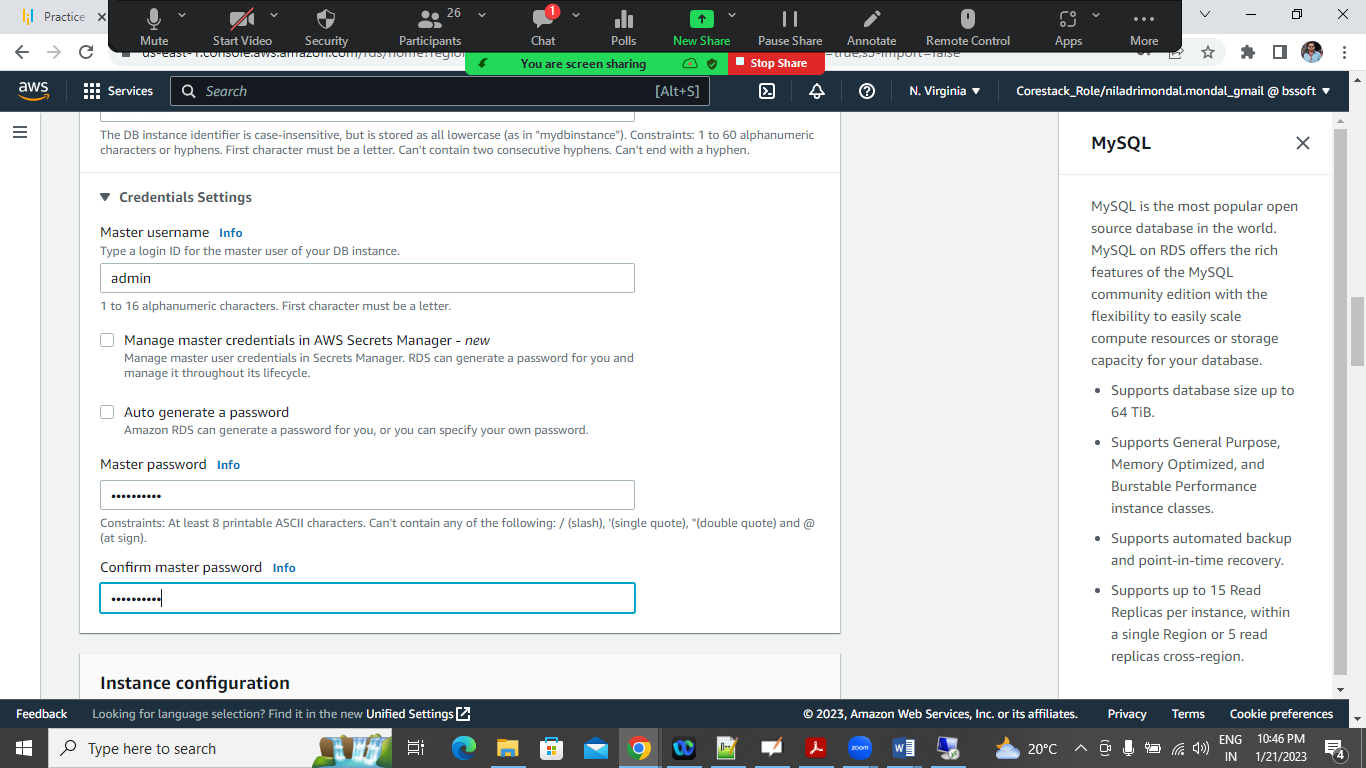 Practice
Mute
Start Video
Security
Participants
26
Chat
1
Polls
New Share
Pause Share
Annotate
Remote Control
Apps
More
You are screen sharing
Stop Share
aws
Services
Search
[Alt+S]
N. Virginia
Corestack_Role/niladrimondal.mondal_gmail @ bssoft
The DB instance identifier is case-insensitive, but is stored as all lowercase (as in "mydbinstance"). Constraints: 1 to 60 alphanumeric
characters or hyphens. First character must be a letter. Can't contain two consecutive hyphens. Can't end with a hyphen.
Credentials Settings
Master username Info
Type a login ID for the master user of your DB instance.
admin
1 to 16 alphanumeric characters. First character must be a letter.
Manage master credentials in AWS Secrets Manager - new
Manage master user credentials in Secrets Manager. RDS can generate a password for you and
manage it throughout its lifecycle.
Auto generate a password
Amazon RDS can generate a password for you, or you can specify your own password.
Master password Info
••••••••••
Constraints: At least 8 printable ASCII characters. Can't contain any of the following: / (slash), '(single quote), "(double quote) and @
(at sign).
Confirm master password Info
••••••••••
Instance configuration
MySQL
MySQL is the most popular open
source database in the world.
MySQL on RDS offers the rich
features of the MySQL
community edition with the
flexibility to easily scale
compute resources or storage
capacity for your database.
• Supports database size up to
64 TiB.
• Supports General Purpose,
Memory Optimized, and
Burstable Performance
instance classes.
• Supports automated backup
and point-in-time recovery.
• Supports up to 15 Read
Replicas per instance, within
a single Region or 5 read
replicas cross-region.
Feedback
Looking for language selection? Find it in the new Unified Settings
© 2023, Amazon Web Services, Inc. or its affiliates.
Privacy
Terms
Cookie preferences
Type here to search
zoom
20°C
ENG
IN
10:46 PM
1/21/2023
4